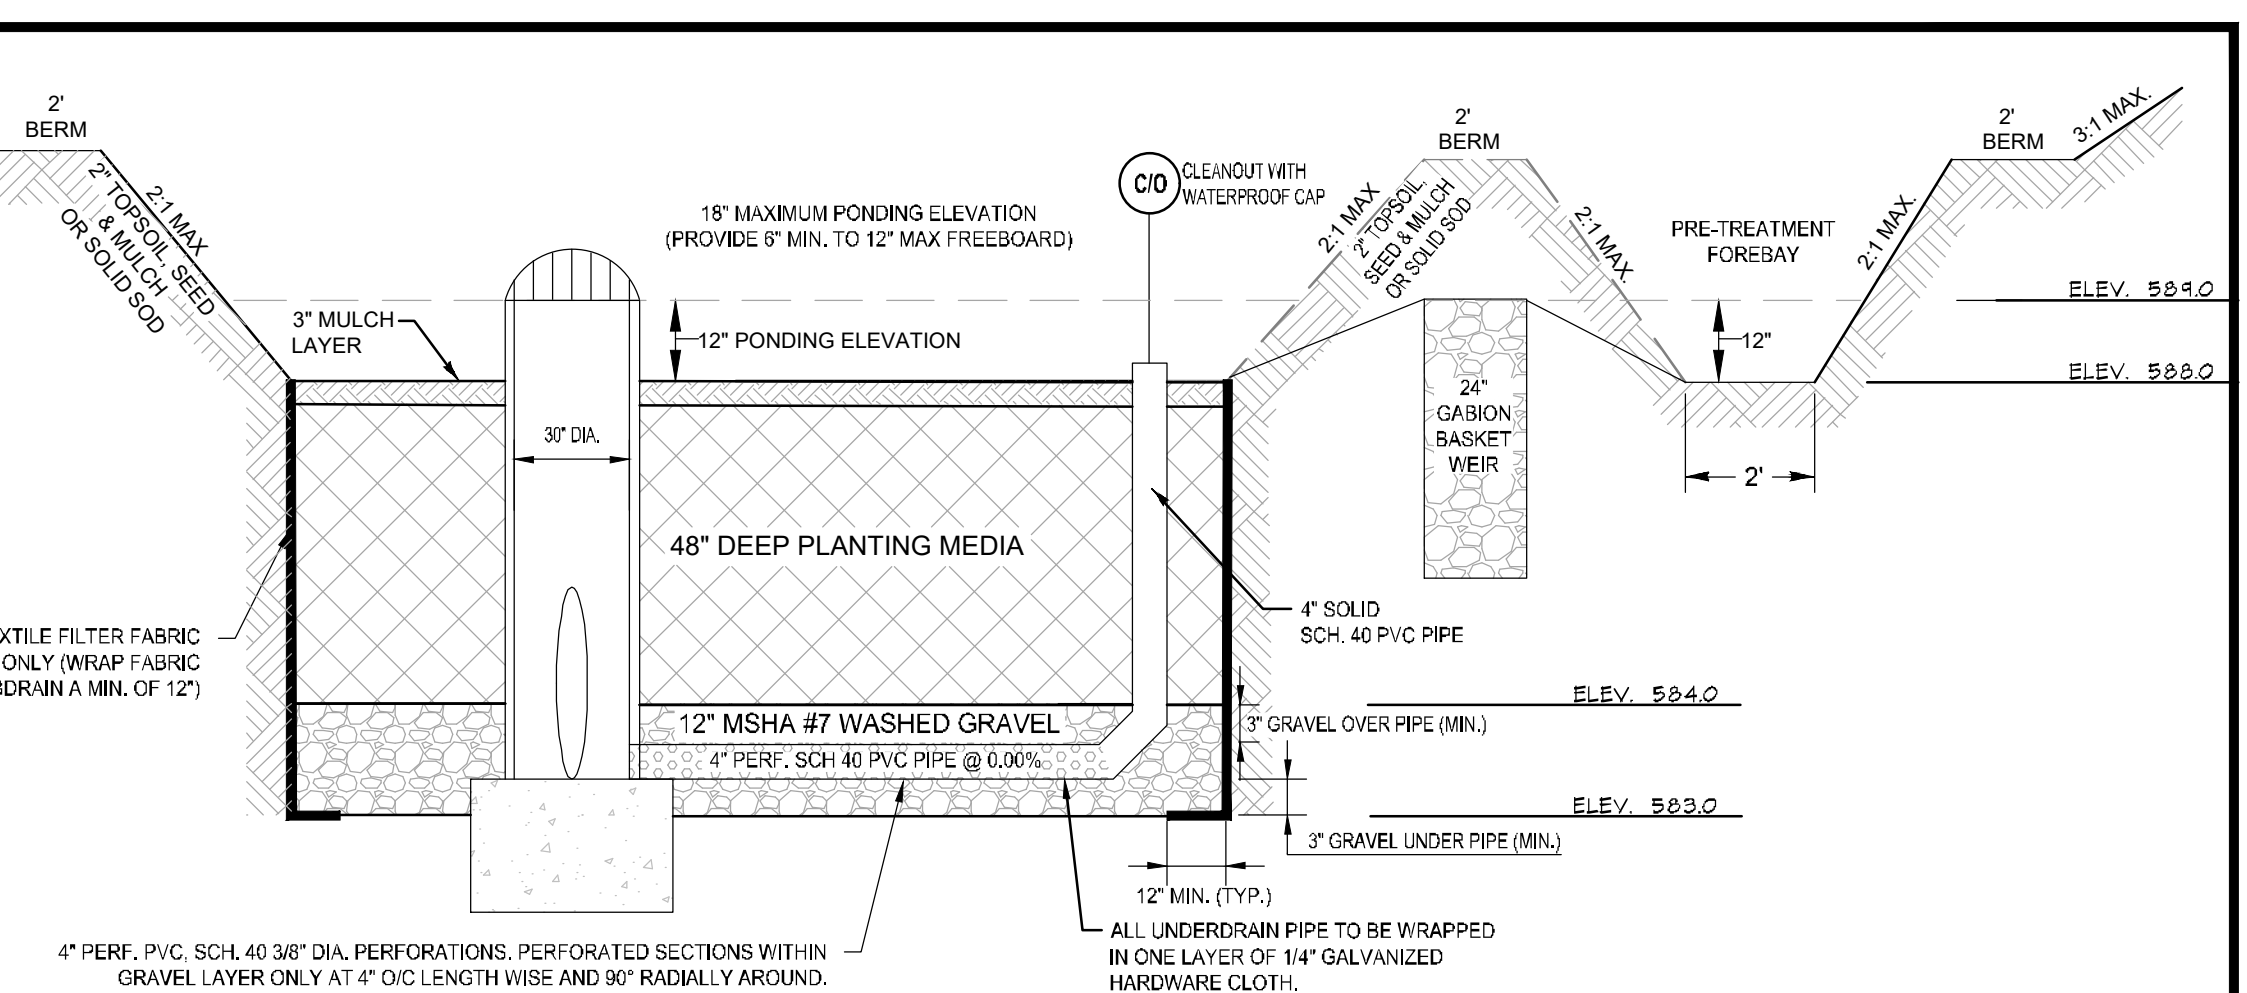 2'
BERM
2:1 MAX
2" TOPSOIL, SEED
& MULCH
OR SOLID SOD
3" MULCH
LAYER
18" MAXIMUM PONDING ELEVATION
(PROVIDE 6" MIN. TO 12" MAX FREEBOARD)
12" PONDING ELEVATION
C/O
CLEANOUT WITH
WATERPROOF CAP
2:1 MAX
2" TOPSOIL,
SEED & MULCH
OR SOLID SOD
2'
BERM
2:1 MAX.
PRE-TREATMENT
FOREBAY
2:1 MAX.
2'
BERM
3:1 MAX.
ELEV. 589.0
12"
ELEV. 588.0
2'
24"
GABION
BASKET
WEIR
30" DIA.
48" DEEP PLANTING MEDIA
4" SOLID
SCH. 40 PVC PIPE
XTILE FILTER FABRIC
ONLY (WRAP FABRIC
BDRAIN A MIN. OF 12")
12" MSHA #7 WASHED GRAVEL
4" PERF. SCH 40 PVC PIPE @ 0.00%
ELEV. 584.0
3" GRAVEL OVER PIPE (MIN.)
ELEV. 583.0
3" GRAVEL UNDER PIPE (MIN.)
12" MIN. (TYP.)
4" PERF. PVC, SCH. 40 3/8" DIA. PERFORATIONS. PERFORATED SECTIONS WITHIN
GRAVEL LAYER ONLY AT 4" O/C LENGTH WISE AND 90° RADIALLY AROUND.
ALL UNDERDRAIN PIPE TO BE WRAPPED
IN ONE LAYER OF 1/4" GALVANIZED
HARDWARE CLOTH.